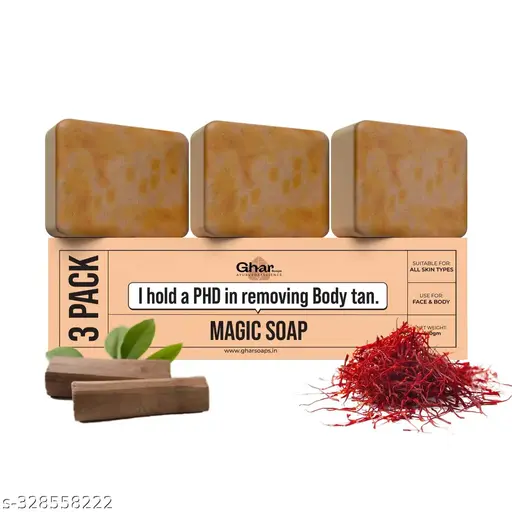 3 PACK
Ghar
I hold a PHD in removing Body tan.
MAGIC SOAP
www.gharsoaps.in
SUITABLE FOR:
ALL SKIN TYPES
USE FOR:
FACE & BODY
NET WEIGHT:
s-328558222